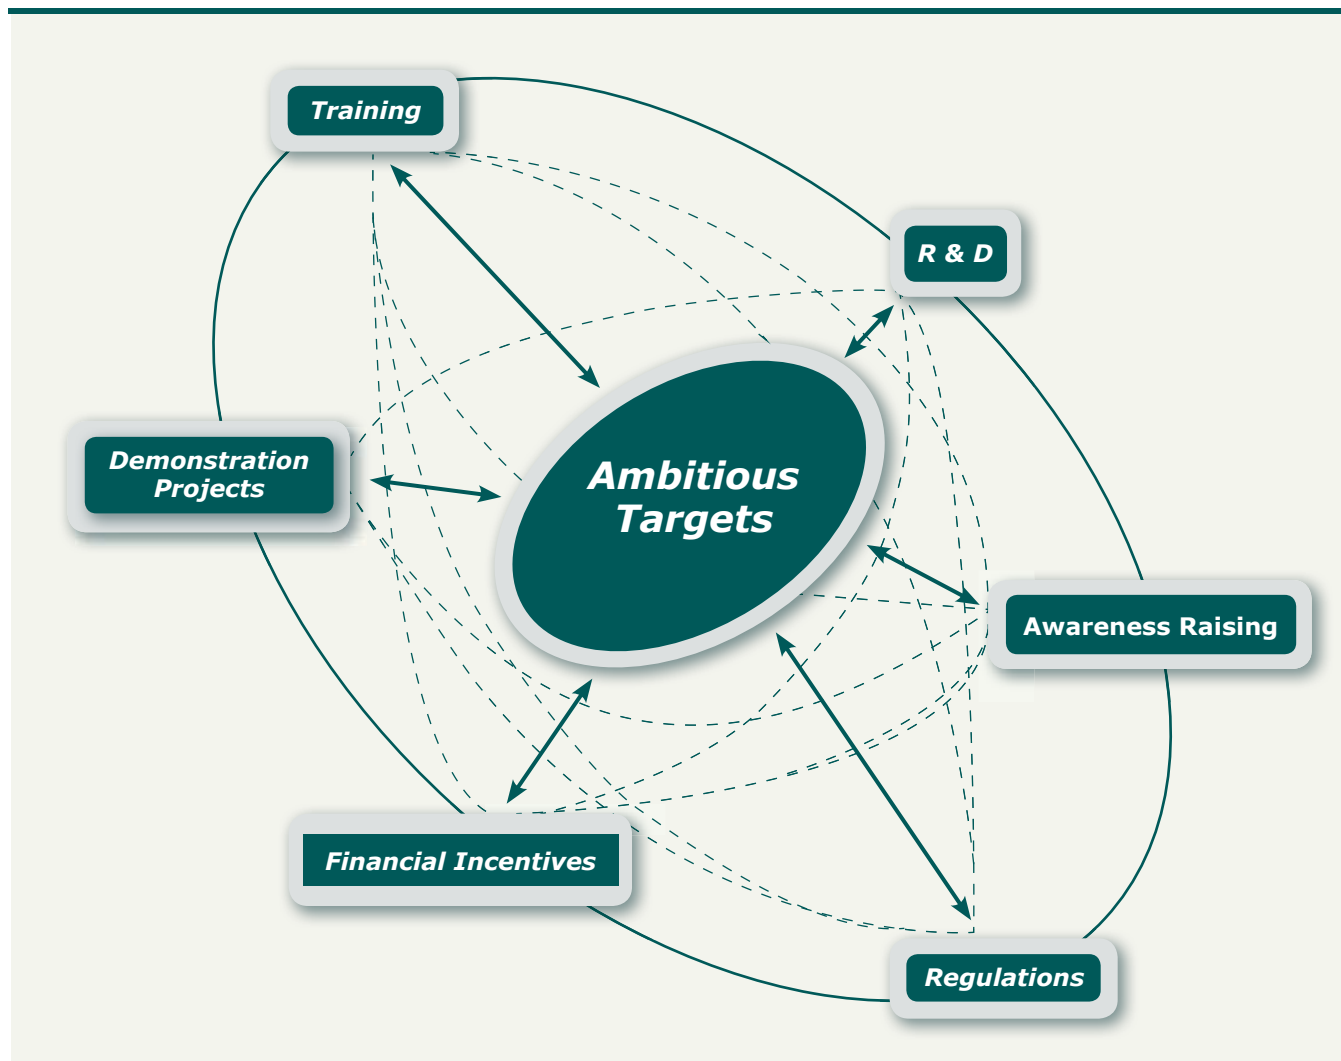 Training
R & D
Demonstration
Projects
Ambitious
Targets
Awareness Raising
Financial Incentives
Regulations